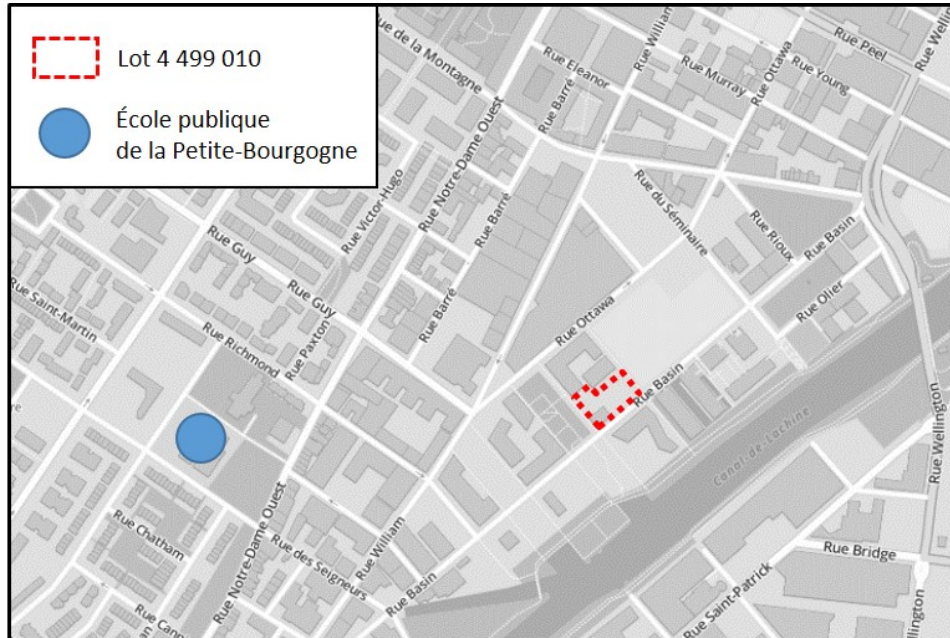 Lot 4 499 010
École publique
de la Petite-Bourgogne
Rue de la Montagne
Rue Eleanor
Rue William
Rue Ottawa
Rue Peel
Rue Young
Rue Murray
Rue Barré
Rue Notre-Dame Ouest
Rue Victor-Hugo
Rue Barré
Rue du Séminaire
Rue Rioux
Rue Basin
Rue Olier
Rue Guy
Rue Guy
Rue Saint-Martin
Rue Richmond
Rue Paxton
Rue Barré
Rue Ottawa
Rue Basin
Canal-de-Lachine
Rue Wellington
Rue Chatham
Rue Notre-Dame Ouest
Rue des Seigneurs
Rue William
Rue Basin
Rue Saint-Patrick
Rue Bridge